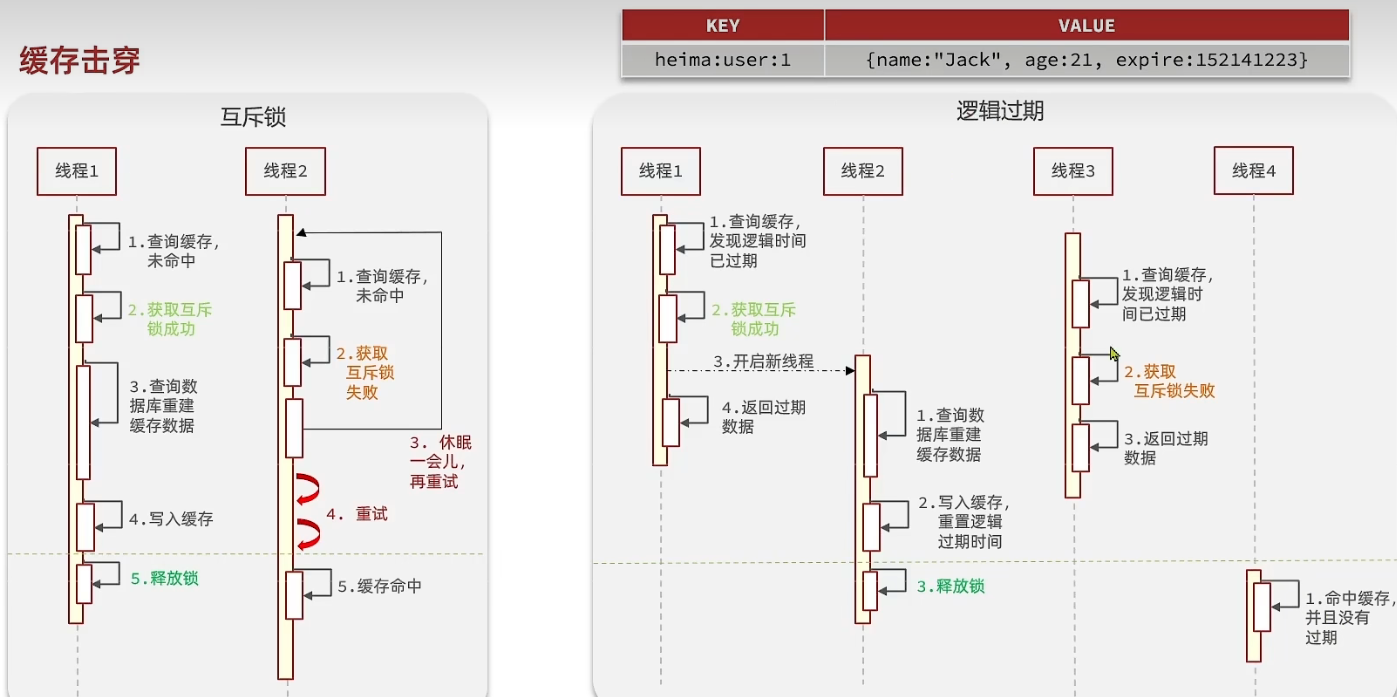 缓存击穿
KEY VALUE
heima:user:1 {name:"Jack", age:21, expire:152141223}
互斥锁
线程1
线程2
1.查询缓存,
未命中
2.获取互斥
锁成功
3.查询数
据库重建
缓存数据
4.写入缓存
5.释放锁
1.查询缓存,
未命中
2.获取
互斥锁
失败
3. 休眠
一会儿,
再重试
4. 重试
5.缓存命中
逻辑过期
线程1
线程2
线程3
线程4
1.查询缓存,
发现逻辑时间
已过期
2.获取互斥
锁成功
3.开启新线程
4.返回过期
数据
1.查询数
据库重建
缓存数据
2.写入缓存,
重置逻辑
过期时间
3.释放锁
1.查询缓存,
发现逻辑时
间已过期
2.获取
互斥锁失败
3.返回过期
数据
1.命中缓存,
并且没有
过期